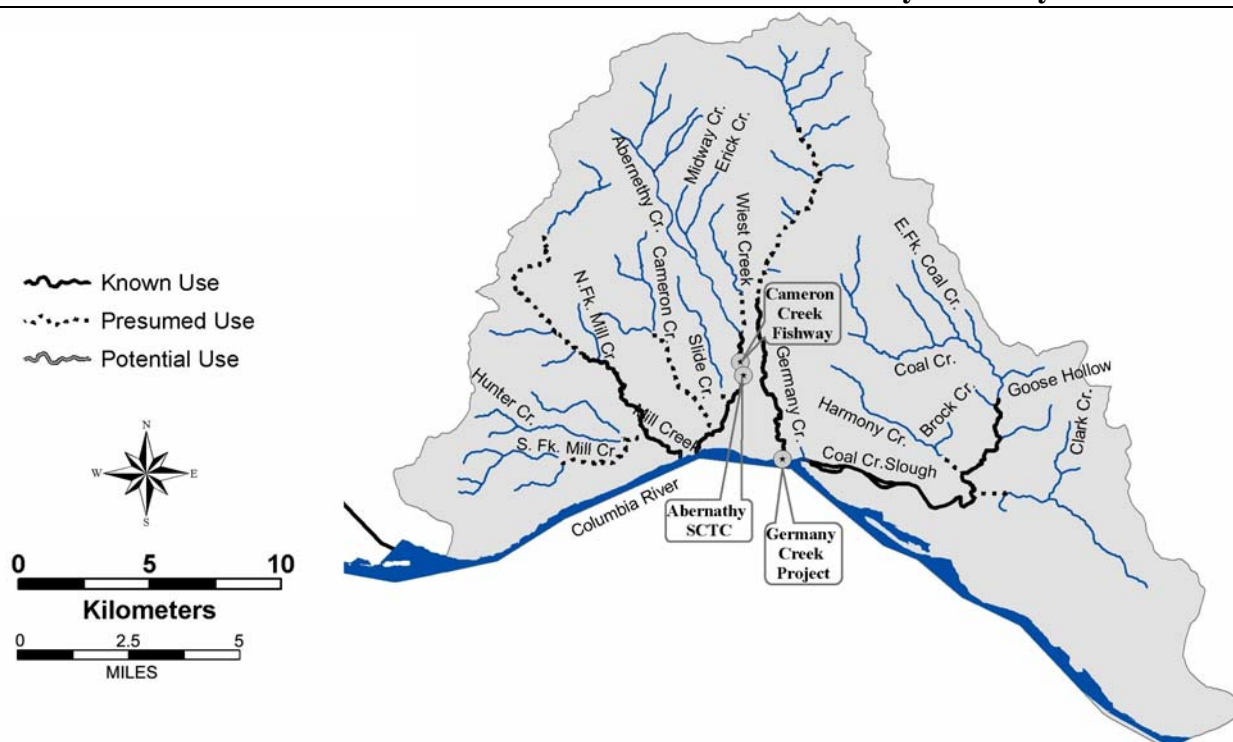 Abernethy Cr.
Midway Cr.
Erick Cr.
Wiest Creek
Cameron Cr.
Slide Cr.
N.Fk. Mill Cr.
E.Fk. Coal Cr.
Known Use
Presumed Use
Potential Use
Cameron
Creek
Fishway
Germany Cr.
Coal Cr.
Goose Hollow
Brock Cr.
Clark Cr.
Harmony Cr.
Hunter Cr.
Mill Creek
S. Fk. Mill Cr.
Coal Cr.Slough
Columbia River
N
W E
S
Abernathy
SCTC
Germany
Creek
Project
0 5 10
Kilometers
0 2.5 5
MILES